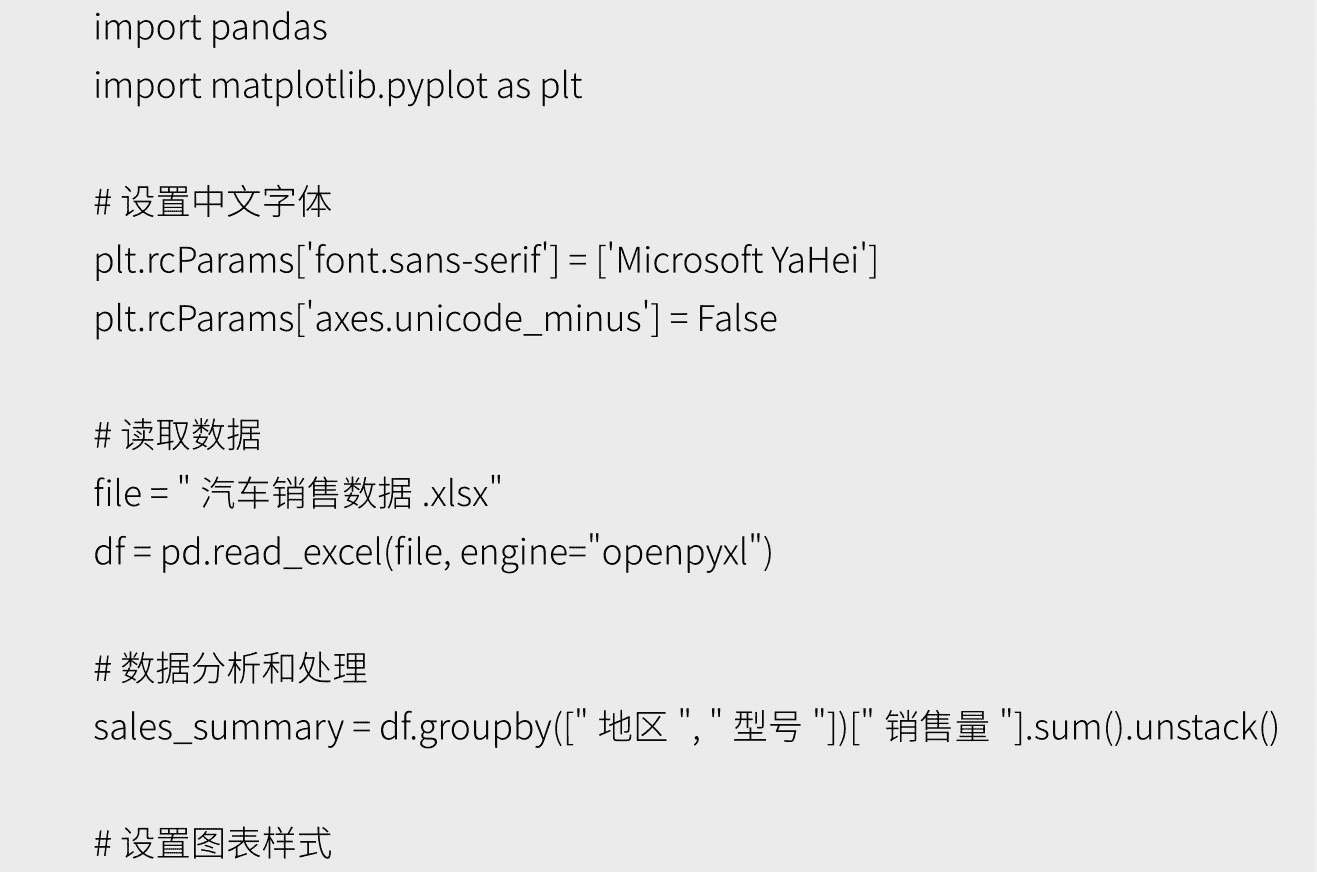 import pandas
import matplotlib.pyplot as plt
# 设置中文字体
plt.rcParams['font.sans-serif'] = ['Microsoft YaHei']
plt.rcParams['axes.unicode_minus'] = False
# 读取数据
file = " 汽车销售数据 .xlsx"
df = pd.read_excel(file, engine="openpyxl")
# 数据分析和处理
sales_summary = df.groupby([" 地区 ", " 型号 "])[" 销售量 "].sum().unstack()
# 设置图表样式